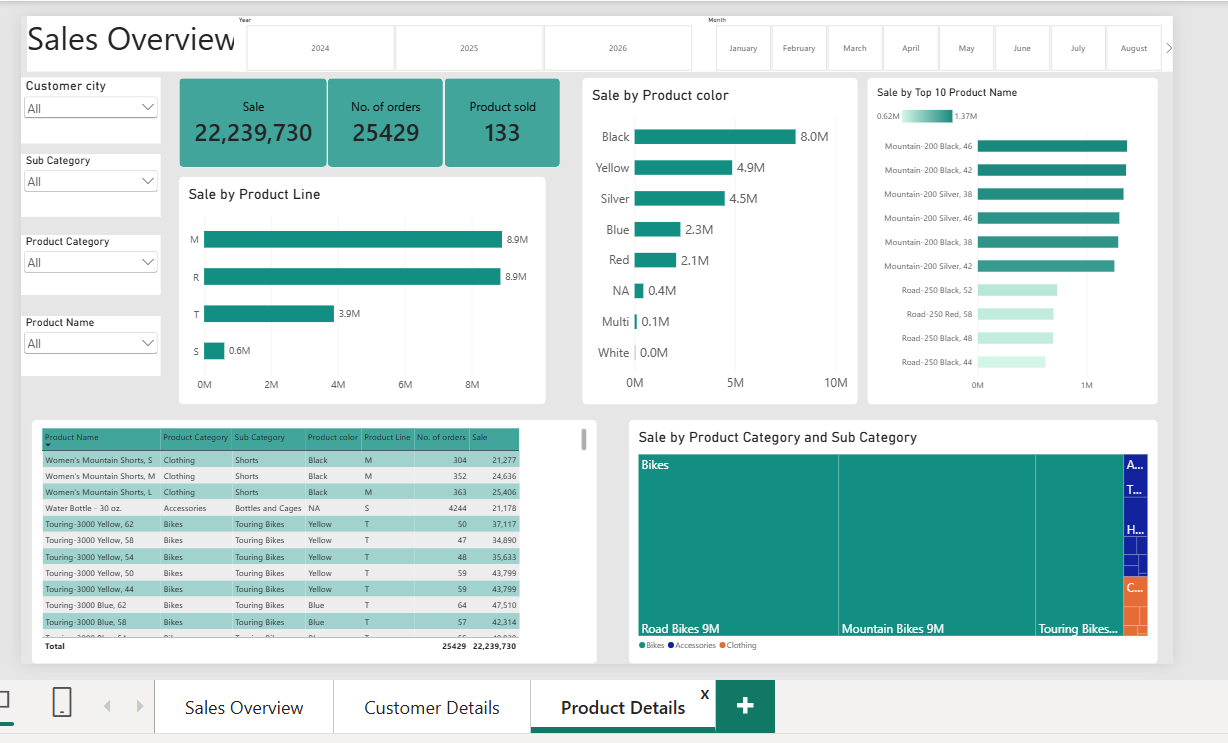 Year
Month
Sales Overview
2024 2025 2026
January February March April May June July August
Customer city
All
Sub Category
All
Product Category
All
Product Name
All
Sale
22,239,730
No. of orders
25429
Product sold
133
Sale by Product Line
M 8.9M
R 8.9M
T 3.9M
S 0.6M
0M 2M 4M 6M 8M
Sale by Product color
Black 8.0M
Yellow 4.9M
Silver 4.5M
Blue 2.3M
Red 2.1M
NA 0.4M
Multi 0.1M
White 0.0M
0M 5M 10M
Sale by Top 10 Product Name
0.62M 1.37M
Mountain-200 Black, 46
Mountain-200 Black, 42
Mountain-200 Silver, 38
Mountain-200 Silver, 46
Mountain-200 Black, 38
Mountain-200 Silver, 42
Road-250 Black, 52
Road-250 Red, 58
Road-250 Black, 48
Road-250 Black, 44
0M 1M
Product Name Product Category Sub Category Product color Product Line No. of orders Sale
Women's Mountain Shorts, S Clothing Shorts Black M 304 21,277
Women's Mountain Shorts, M Clothing Shorts Black M 352 24,636
Women's Mountain Shorts, L Clothing Shorts Black M 363 25,406
Water Bottle - 30 oz. Accessories Bottles and Cages NA S 4244 21,178
Touring-3000 Yellow, 62 Bikes Touring Bikes Yellow T 50 37,117
Touring-3000 Yellow, 58 Bikes Touring Bikes Yellow T 47 34,890
Touring-3000 Yellow, 54 Bikes Touring Bikes Yellow T 48 35,633
Touring-3000 Yellow, 50 Bikes Touring Bikes Yellow T 59 43,799
Touring-3000 Yellow, 44 Bikes Touring Bikes Yellow T 59 43,799
Touring-3000 Blue, 62 Bikes Touring Bikes Blue T 64 47,510
Touring-3000 Blue, 58 Bikes Touring Bikes Blue T 57 42,314
Total 25429 22,239,730
Sale by Product Category and Sub Category
Bikes
A...
T...
H...
C...
Road Bikes 9M
Mountain Bikes 9M
Touring Bikes...
Bikes Accessories Clothing
Sales Overview
Customer Details
Product Details
x
+